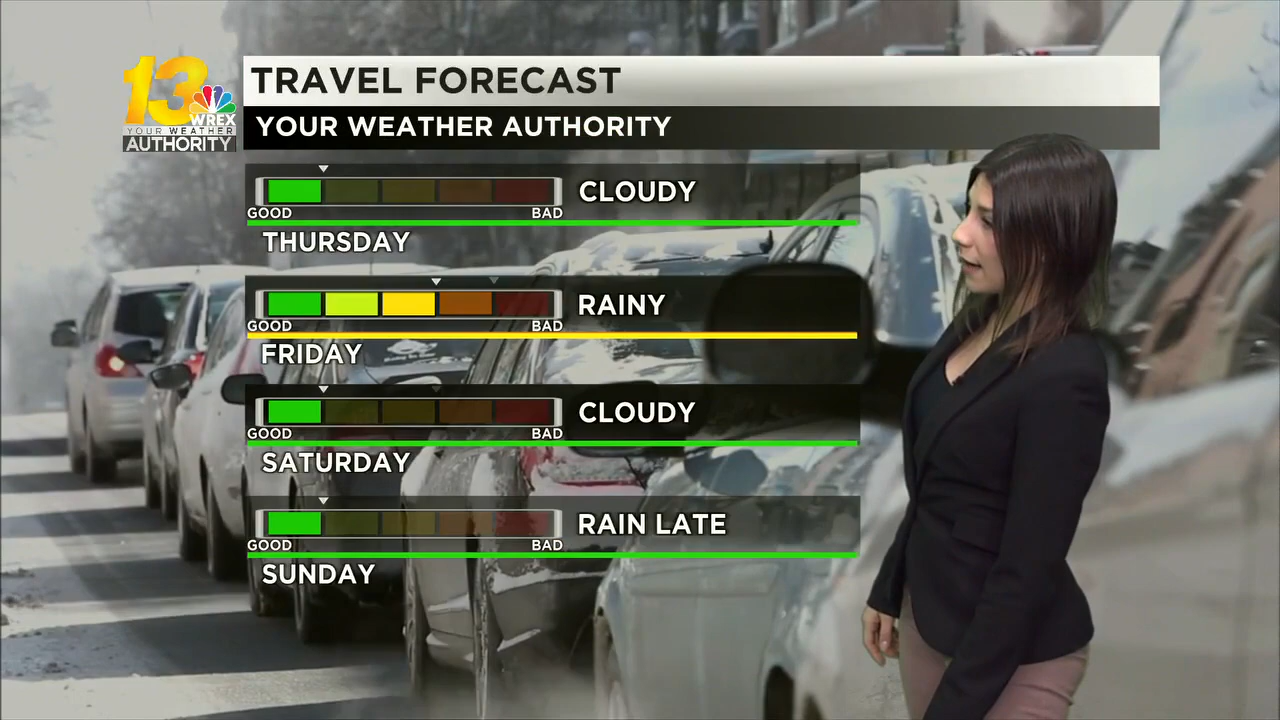 13
WREX
YOUR WEATHER
AUTHORITY
TRAVEL FORECAST
YOUR WEATHER AUTHORITY
CLOUDY
GOOD BAD
THURSDAY
RAINY
GOOD BAD
FRIDAY
CLOUDY
GOOD BAD
SATURDAY
RAIN LATE
GOOD BAD
SUNDAY